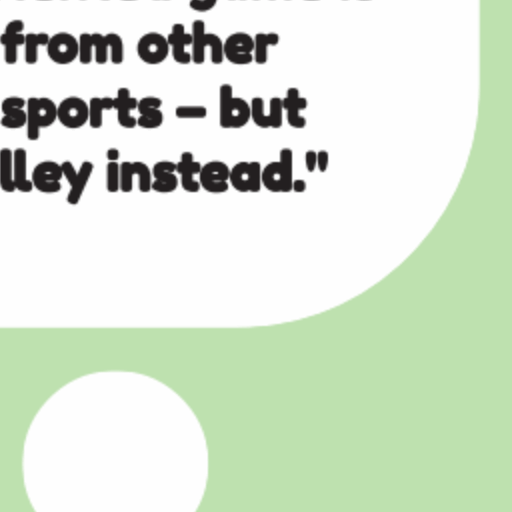 from other
sports – but
lley instead."